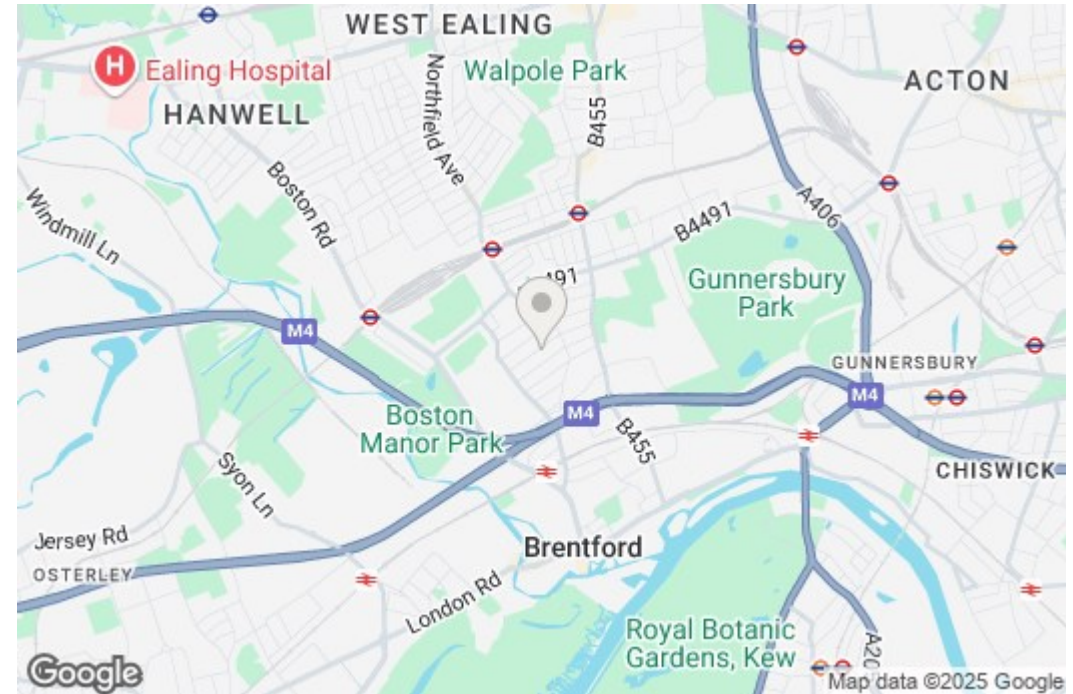 WEST EALING
H
Ealing Hospital
Walpole Park
ACTON
HANWELL
Northfield Ave
B455
Boston Rd
A406
Windmill Ln
B4491
491
Gunnersbury
Park
M4
GUNNERSBURY
M4
M4
Boston
Manor Park
B455
Syon Ln
CHISWICK
Jersey Rd
Brentford
OSTERLEY
London Rd
Royal Botanic
Gardens, Kew
Google
Map data ©2025 Google